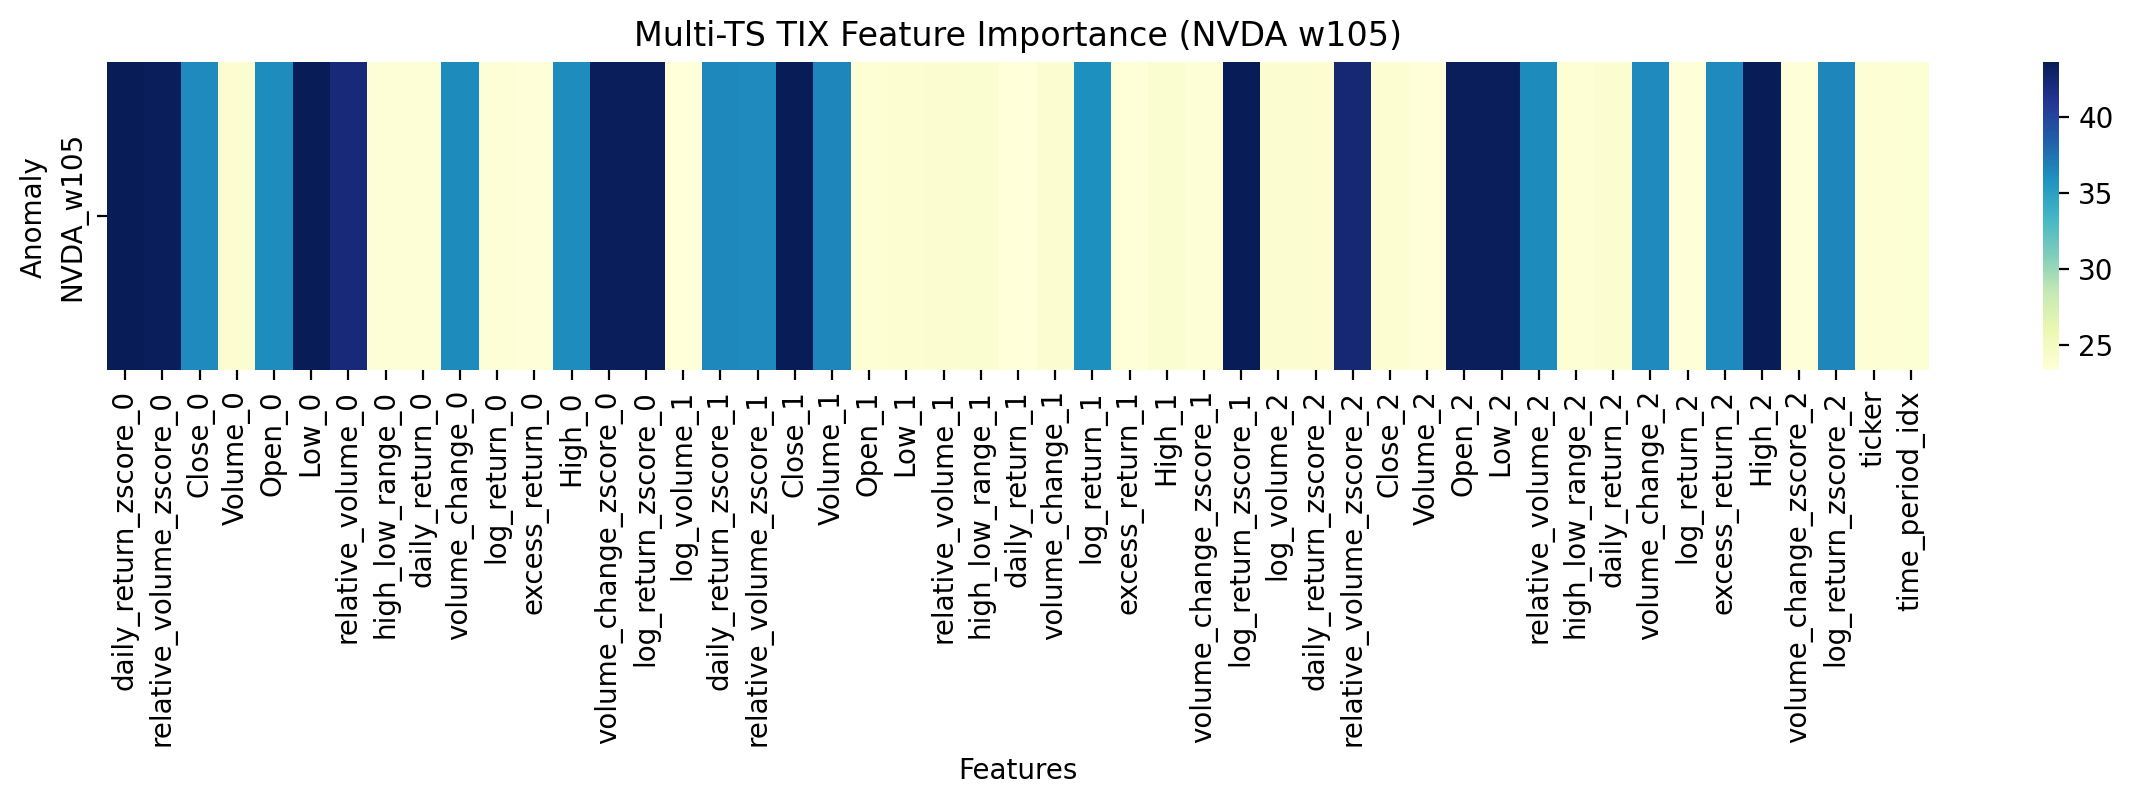 Multi-TS TIX Feature Importance (NVDA w105)
Anomaly
NVDA_w105
40
35
30
25
daily_return_zscore_0
relative_volume_zscore_0
Close_0
Volume_0
Open_0
Low_0
relative_volume_0
high_low_range_0
daily_return_0
volume_change_0
log_return_0
excess_return_0
High_0
volume_change_zscore_0
log_return_zscore_0
log_volume_1
daily_return_zscore_1
relative_volume_zscore_1
Close_1
Volume_1
Open_1
Low_1
relative_volume_1
high_low_range_1
daily_return_1
volume_change_1
log_return_1
excess_return_1
High_1
volume_change_zscore_1
log_return_zscore_1
log_volume_2
daily_return_zscore_2
relative_volume_zscore_2
Close_2
Volume_2
Open_2
Low_2
relative_volume_2
high_low_range_2
daily_return_2
volume_change_2
log_return_2
excess_return_2
High_2
volume_change_zscore_2
log_return_zscore_2
ticker
time_period_idx
Features